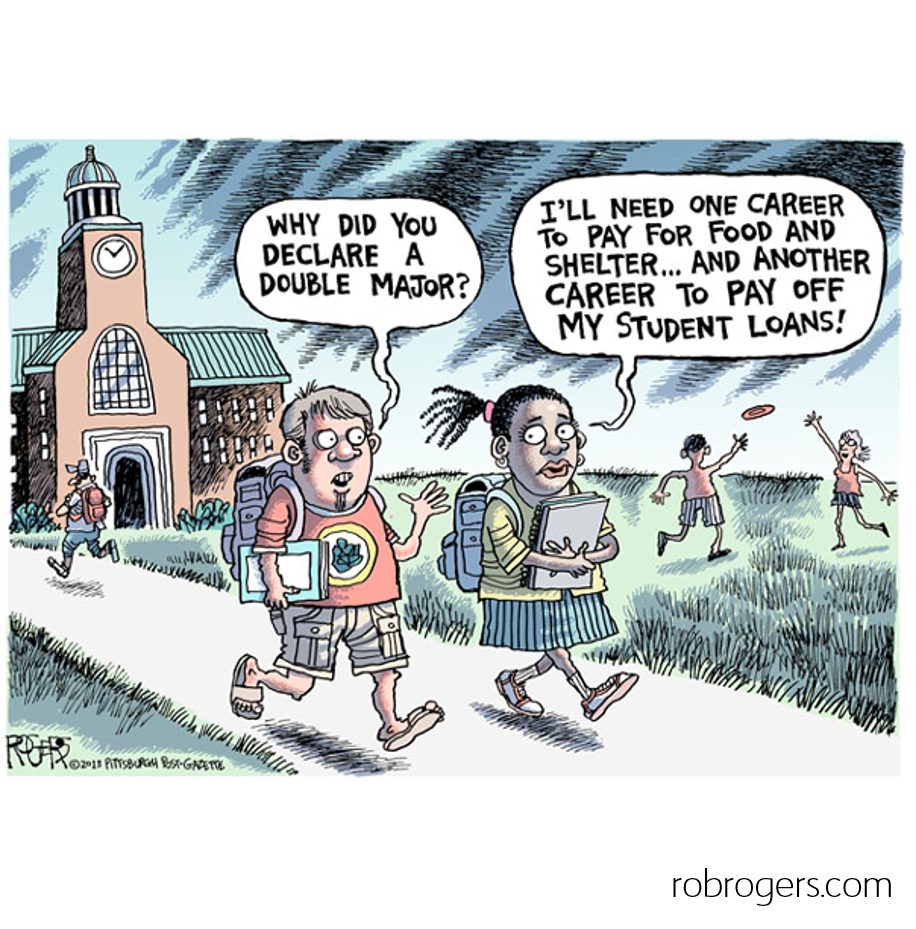 WHY DID YOU
DECLARE A
DOUBLE MAJOR?
I'LL NEED ONE CAREER
TO PAY FOR FOOD AND
SHELTER... AND ANOTHER
CAREER TO PAY OFF
MY STUDENT LOANS!
ROGERS ©2013 PITTSBURGH POST-GAZETTE
robrogers.com